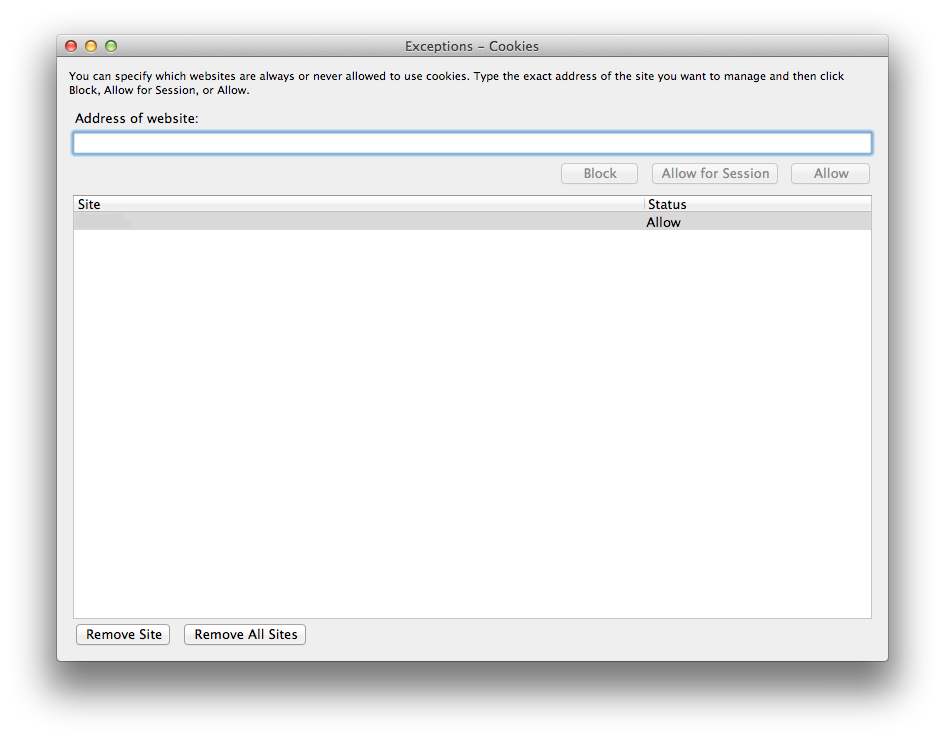 Exceptions – Cookies
You can specify which websites are always or never allowed to use cookies. Type the exact address of the site you want to manage and then click
Block, Allow for Session, or Allow.
Address of website:
Block Allow for Session Allow
Site Status
Allow
Remove Site Remove All Sites